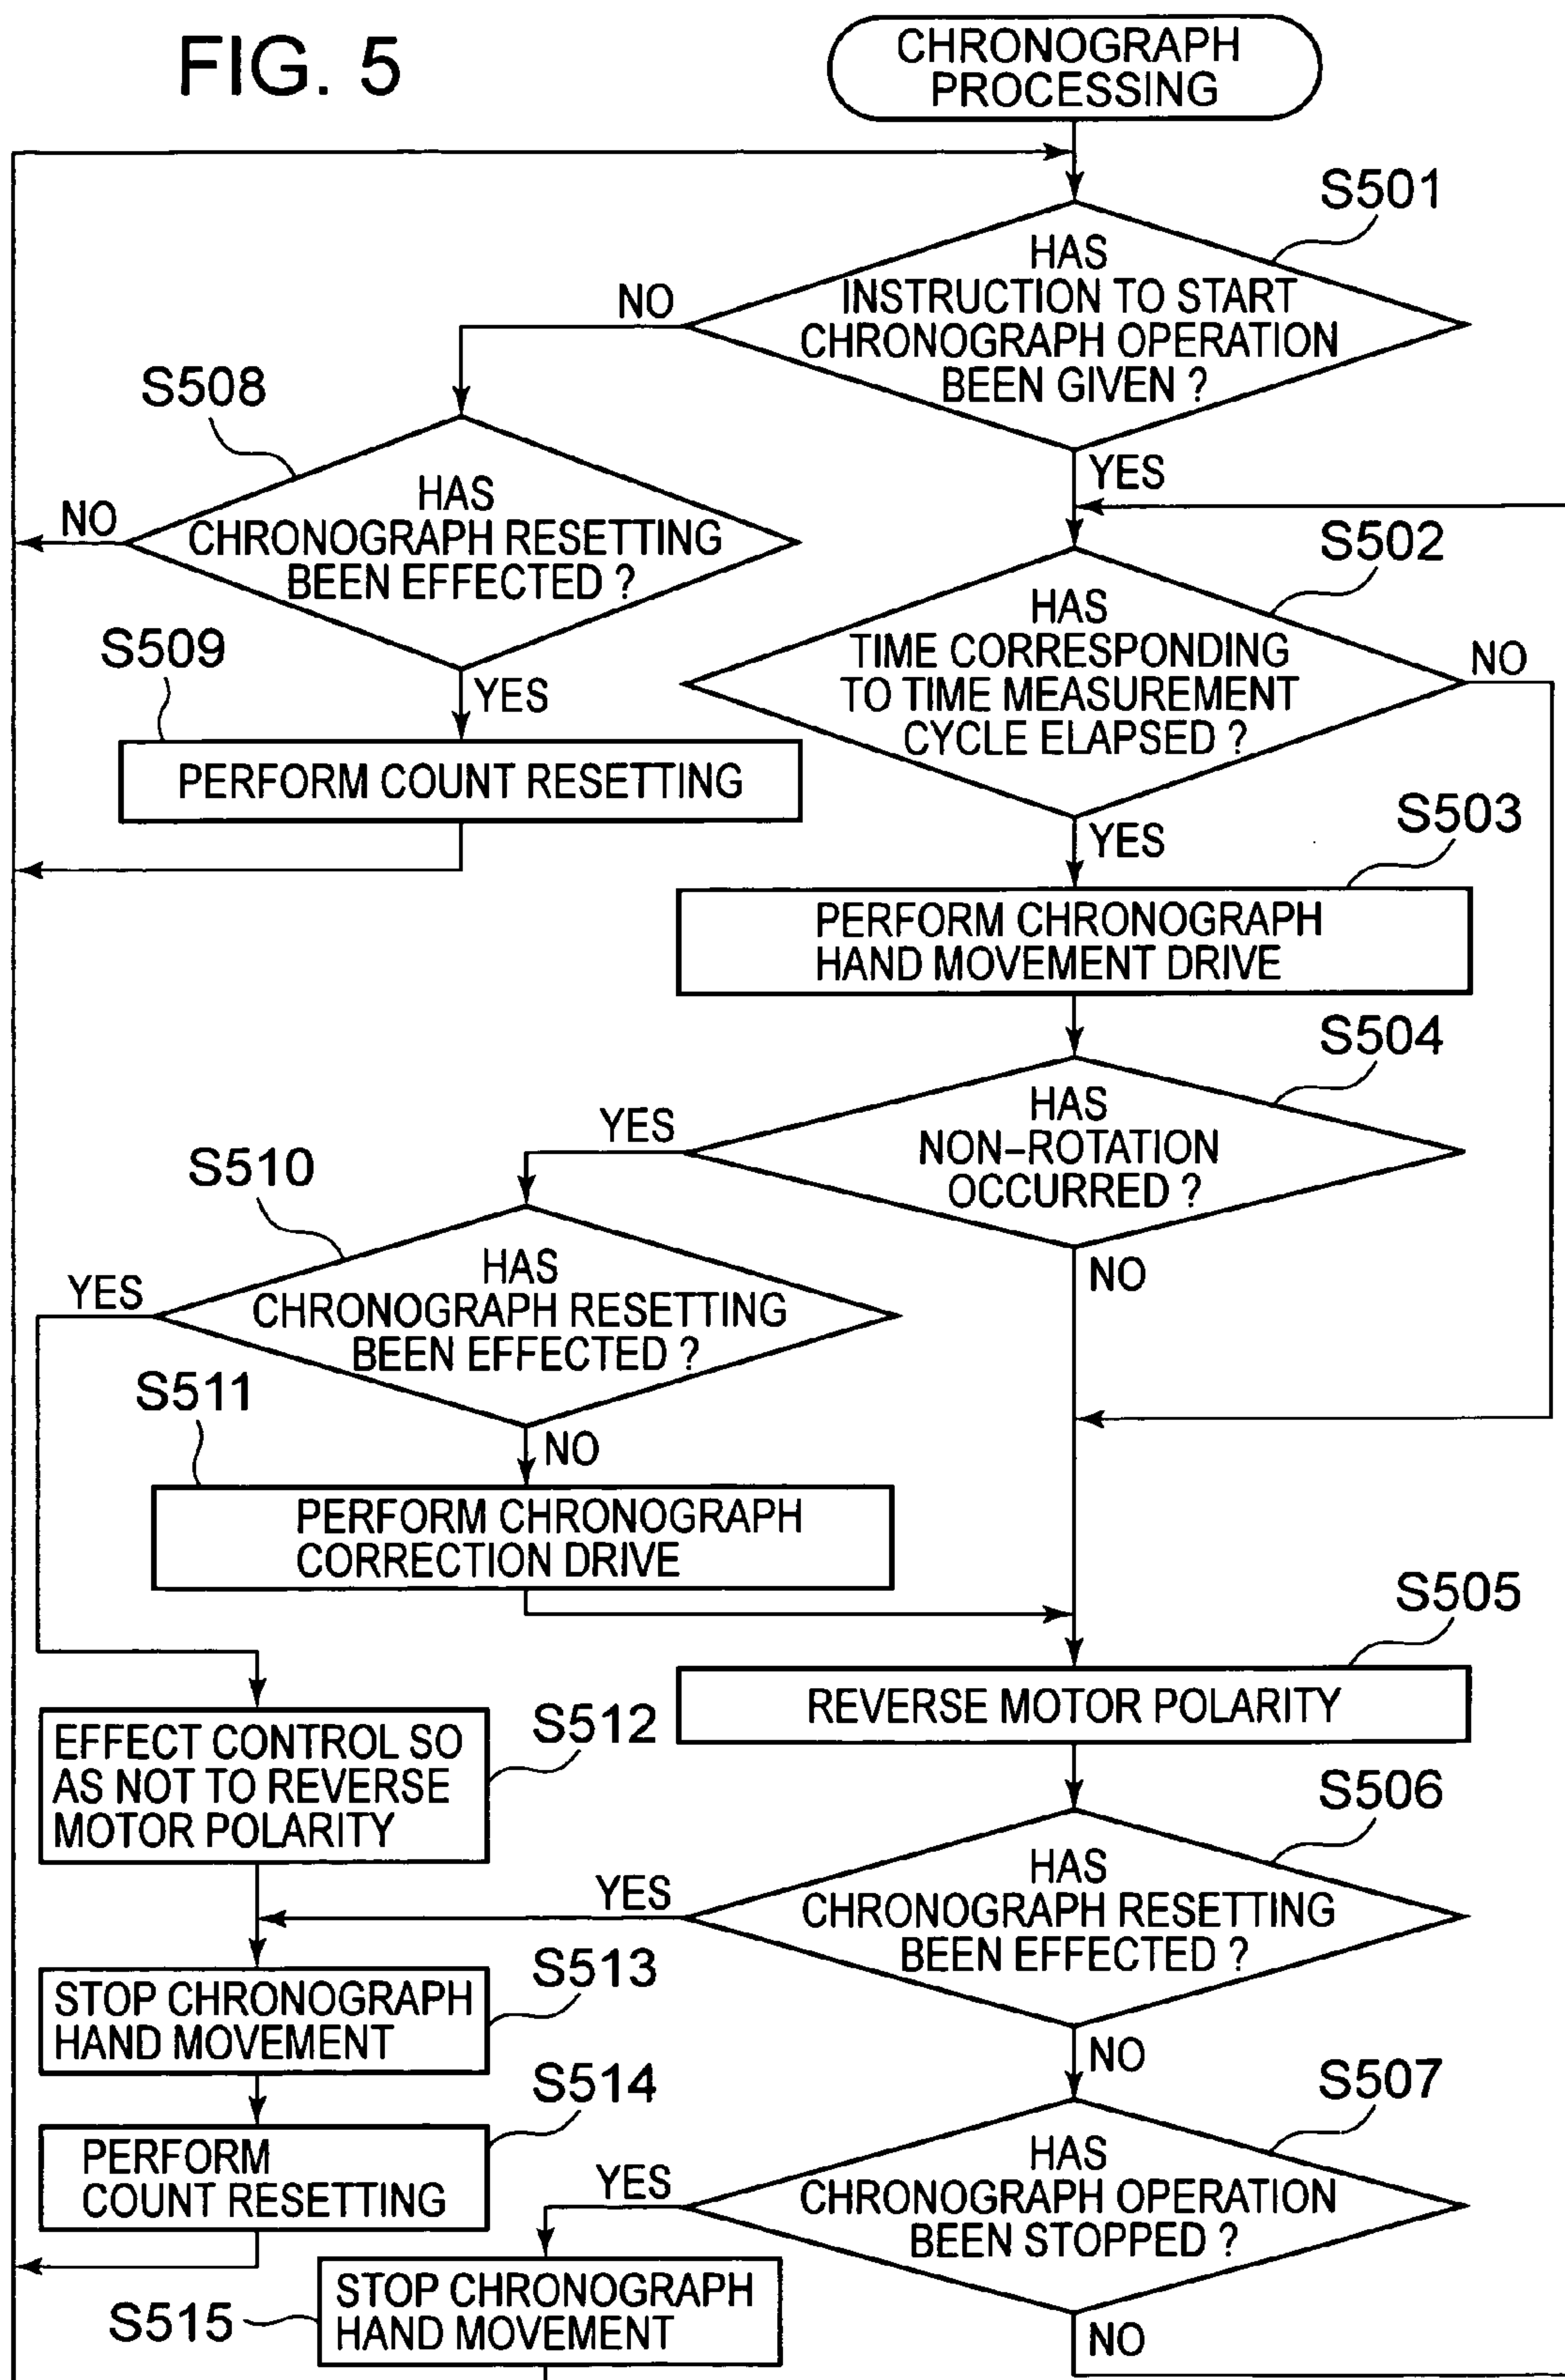 FIG. 5
CHRONOGRAPH
PROCESSING
S501
HAS
INSTRUCTION TO START
CHRONOGRAPH OPERATION
BEEN GIVEN ?
NO
YES
S508
HAS
CHRONOGRAPH RESETTING
BEEN EFFECTED ?
NO
YES
S509
PERFORM COUNT RESETTING
S502
HAS
TIME CORRESPONDING
TO TIME MEASUREMENT
CYCLE ELAPSED ?
NO
YES
S503
PERFORM CHRONOGRAPH
HAND MOVEMENT DRIVE
S504
HAS
NON-ROTATION
OCCURRED ?
YES
NO
S510
HAS
CHRONOGRAPH RESETTING
BEEN EFFECTED ?
YES
NO
S511
PERFORM CHRONOGRAPH
CORRECTION DRIVE
S505
REVERSE MOTOR POLARITY
S512
EFFECT CONTROL SO
AS NOT TO REVERSE
MOTOR POLARITY
S506
HAS
CHRONOGRAPH RESETTING
BEEN EFFECTED ?
YES
NO
S513
STOP CHRONOGRAPH
HAND MOVEMENT
S514
PERFORM
COUNT RESETTING
S507
HAS
CHRONOGRAPH OPERATION
BEEN STOPPED ?
YES
NO
S515
STOP CHRONOGRAPH
HAND MOVEMENT